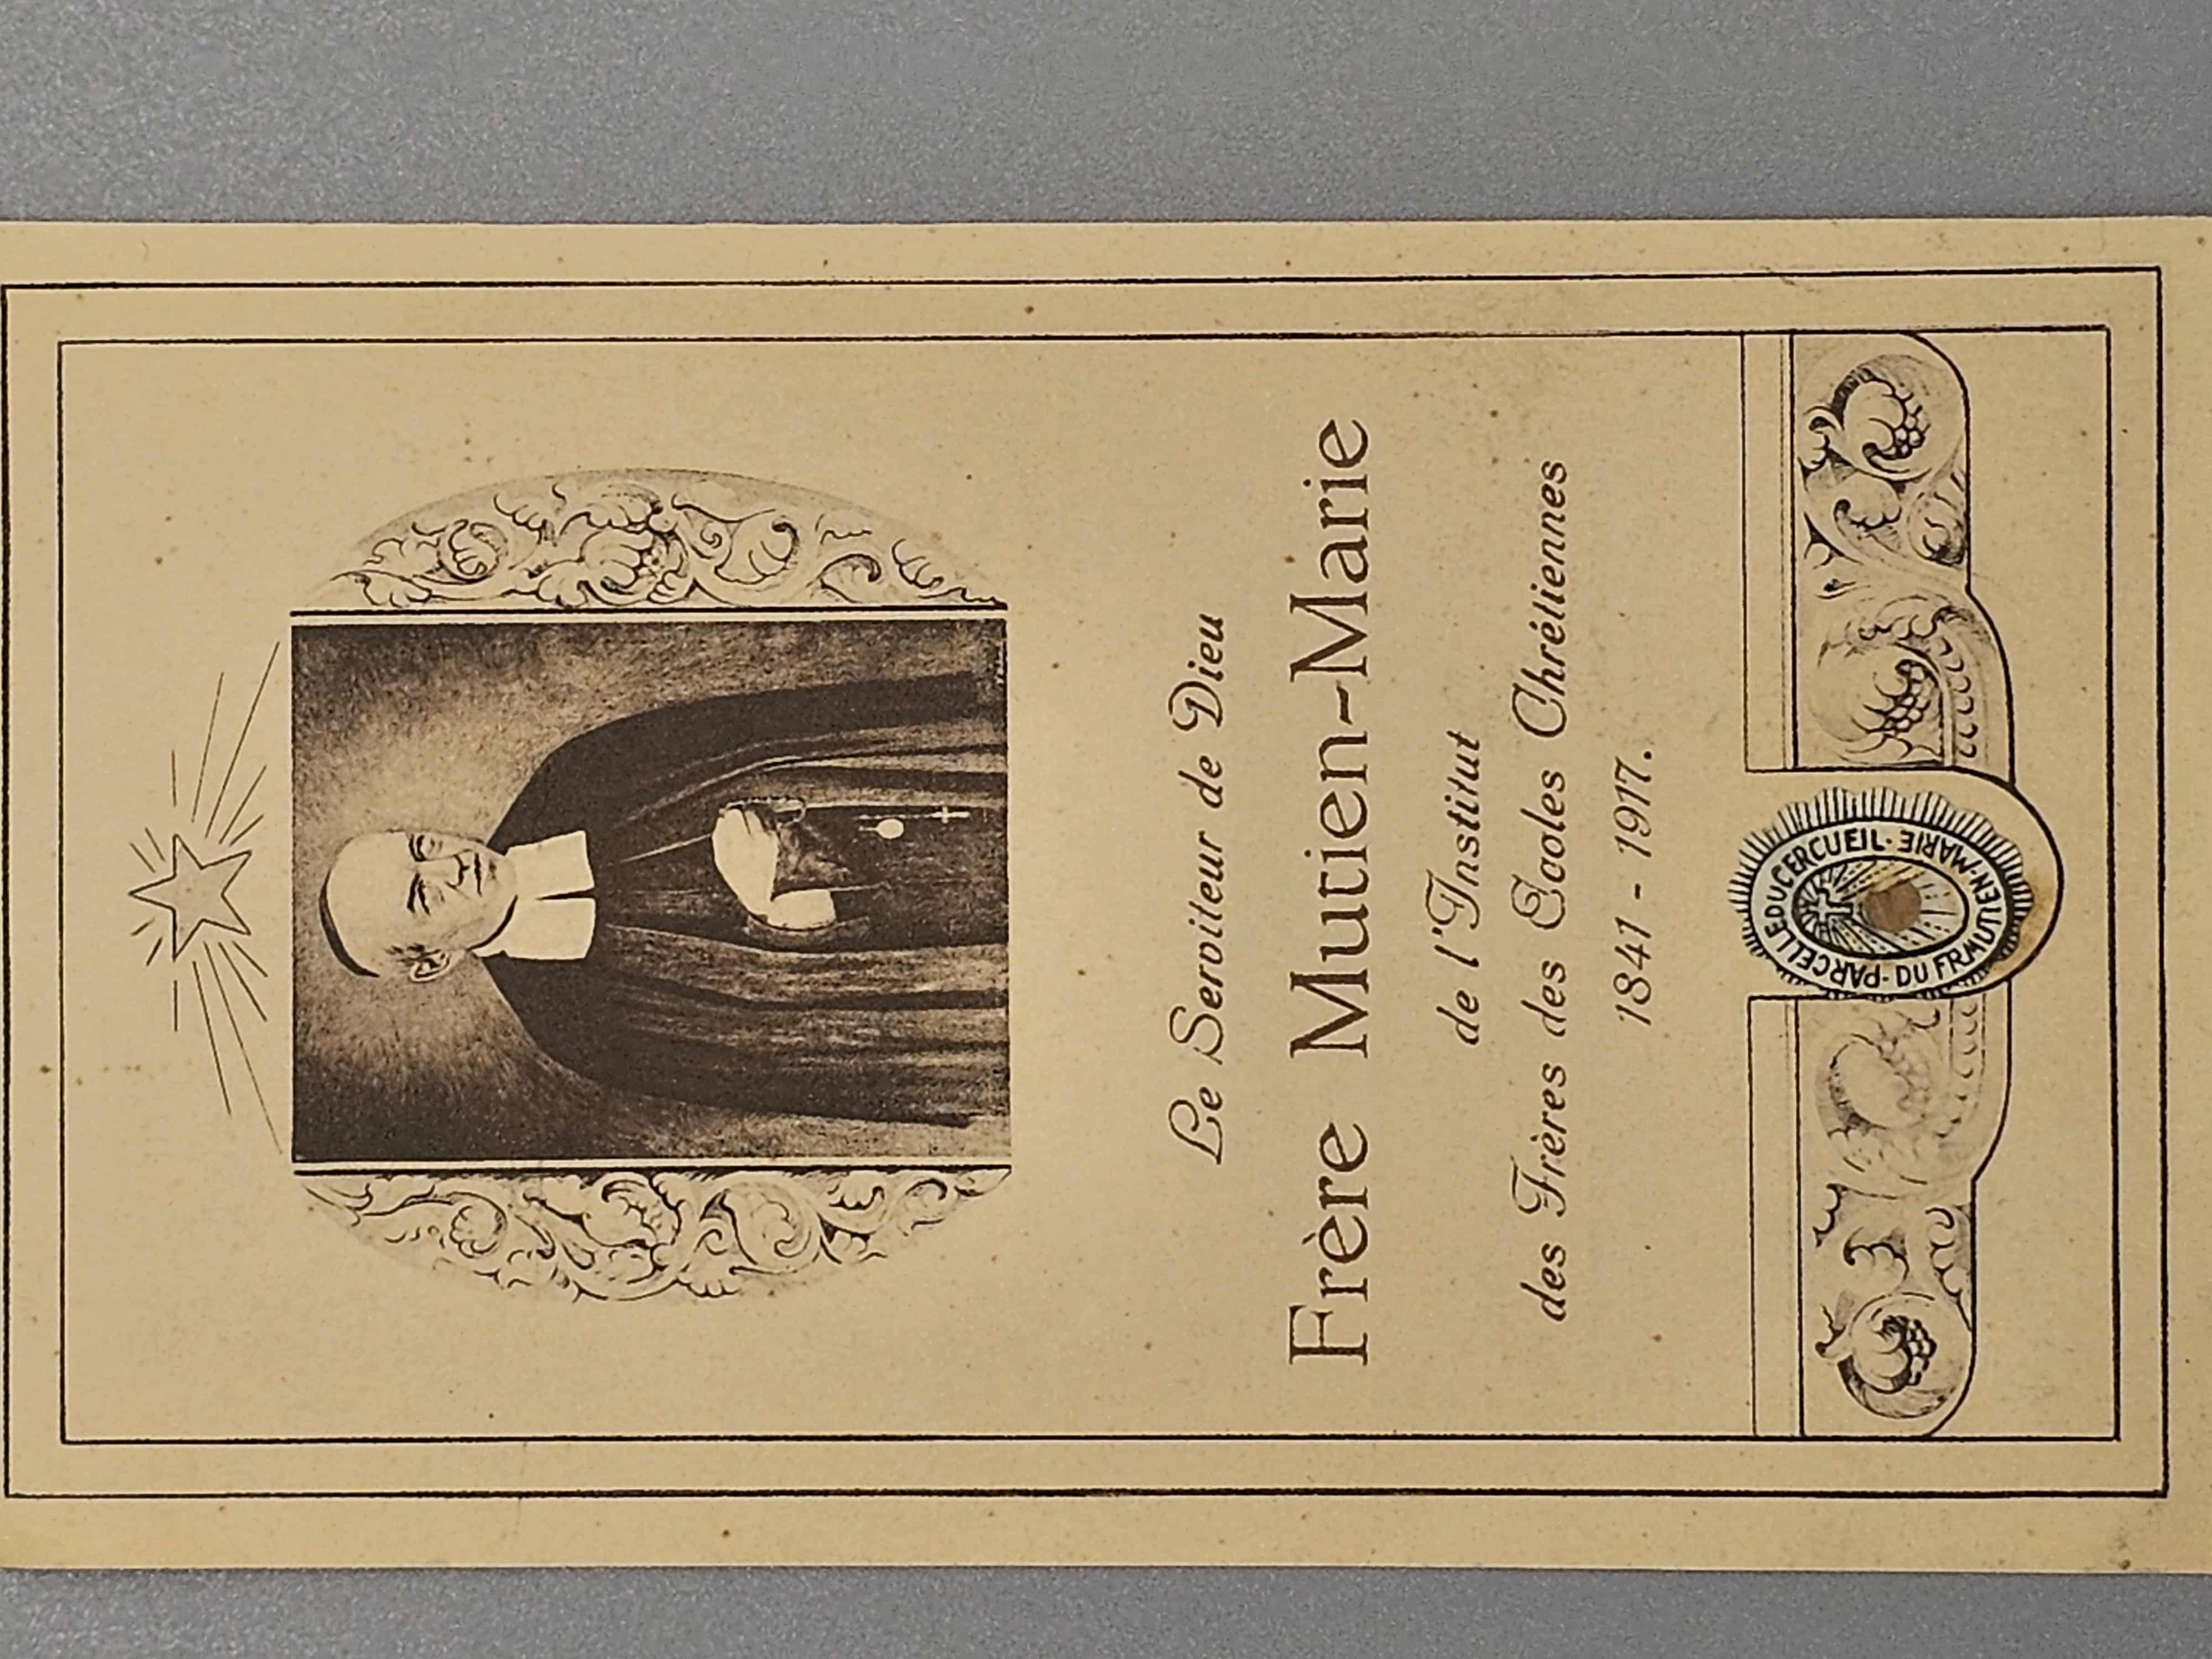 Le Serviteur de Dieu
Frère Mutien-Marie
de l'Institut
des Frères des Ecoles Chrétiennes
1841 - 1917.
PARCELLE DU CERCUEIL · DU FR MUTIEN-MARIE ·